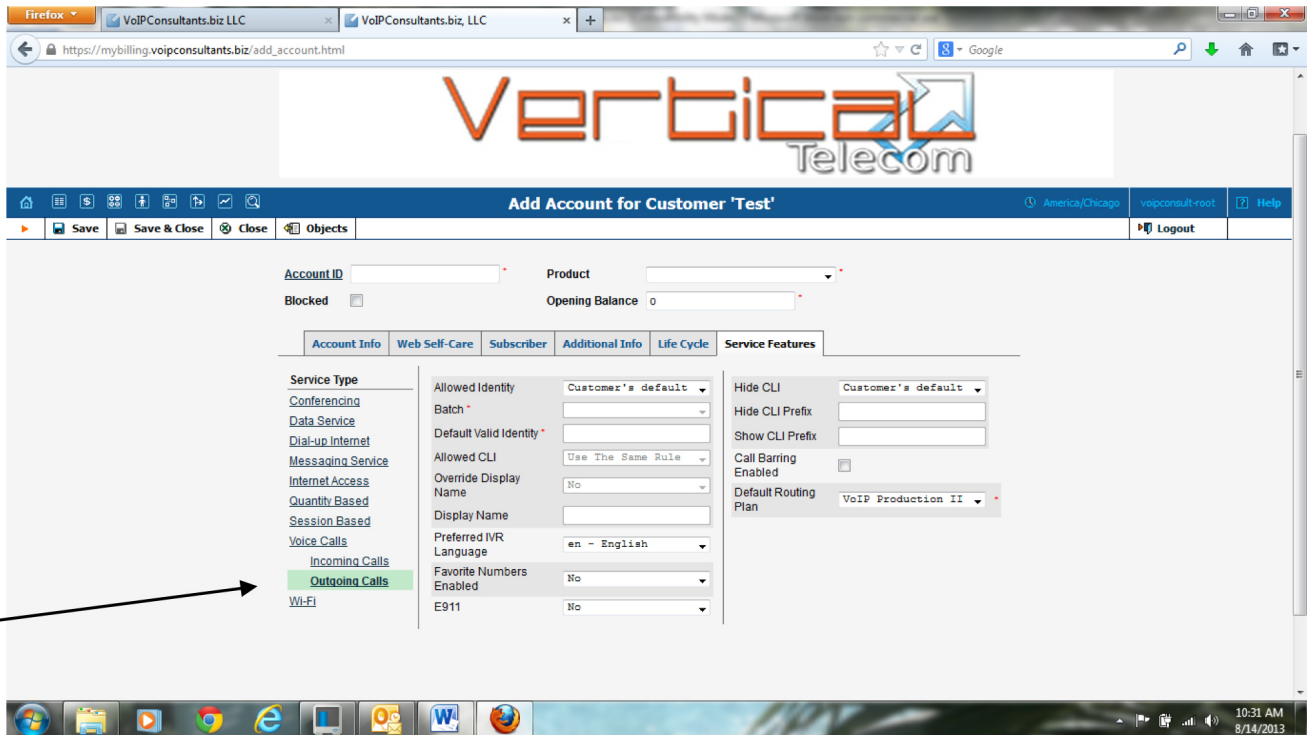 Firefox
VoIPConsultants.biz LLC
VoIPConsultants.biz, LLC
https://mybilling.voipconsultants.biz/add_account.html
Google
Vertical
Telecom
Add Account for Customer 'Test'
America/Chicago
voipconsult-root
Help
Save
Save & Close
Close
Objects
Logout
Account ID *
Product *
Blocked
Opening Balance 0 *
Account Info
Web Self-Care
Subscriber
Additional Info
Life Cycle
Service Features
Service Type
Conferencing
Data Service
Dial-up Internet
Messaging Service
Internet Access
Quantity Based
Session Based
Voice Calls
Incoming Calls
Outgoing Calls
Wi-Fi
Allowed Identity Customer's default
Batch *
Default Valid Identity *
Allowed CLI Use The Same Rule
Override Display
Name No
Display Name
Preferred IVR
Language en - English
Favorite Numbers
Enabled No
E911 No
Hide CLI Customer's default
Hide CLI Prefix
Show CLI Prefix
Call Barring
Enabled
Default Routing
Plan VoIP Production II *
10:31 AM
8/14/2013